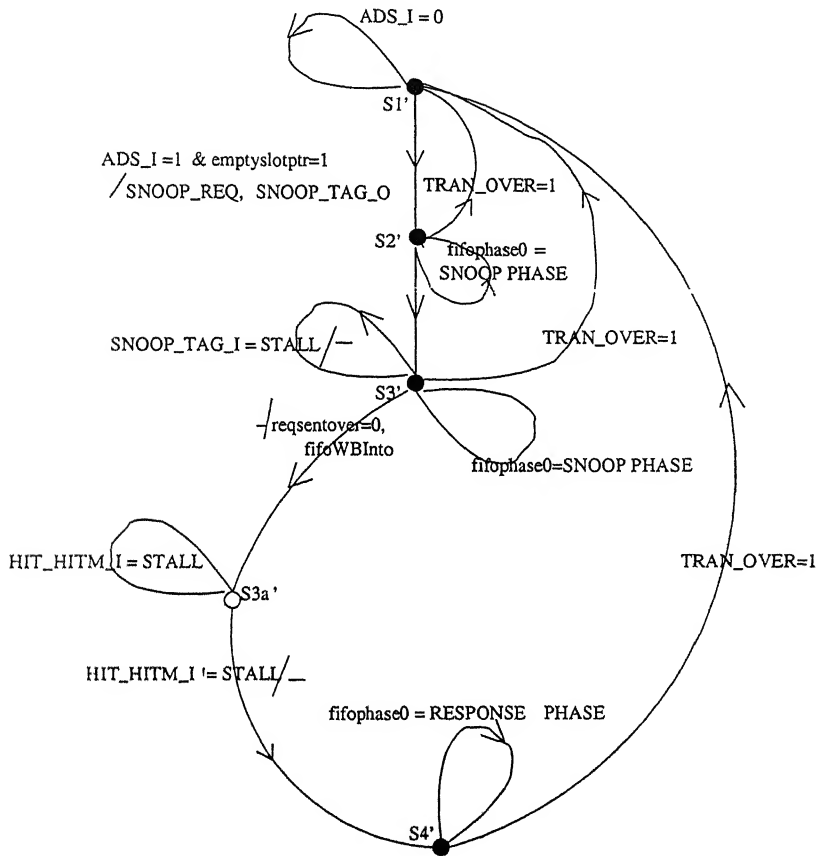 ADS_I = 0
S1'
ADS_I =1 & emptyslotptr=1
/SNOOP_REQ, SNOOP_TAG_O
TRAN_OVER=1
S2'
fifophase0 =
SNOOP PHASE
SNOOP_TAG_I = STALL/—
TRAN_OVER=1
S3'
-/reqsentover=0,
fifoWBInto
fifophase0=SNOOP PHASE
HIT_HITM_I = STALL
S3a'
TRAN_OVER=1
HIT_HITM_I != STALL/—
fifophase0 = RESPONSE PHASE
S4'